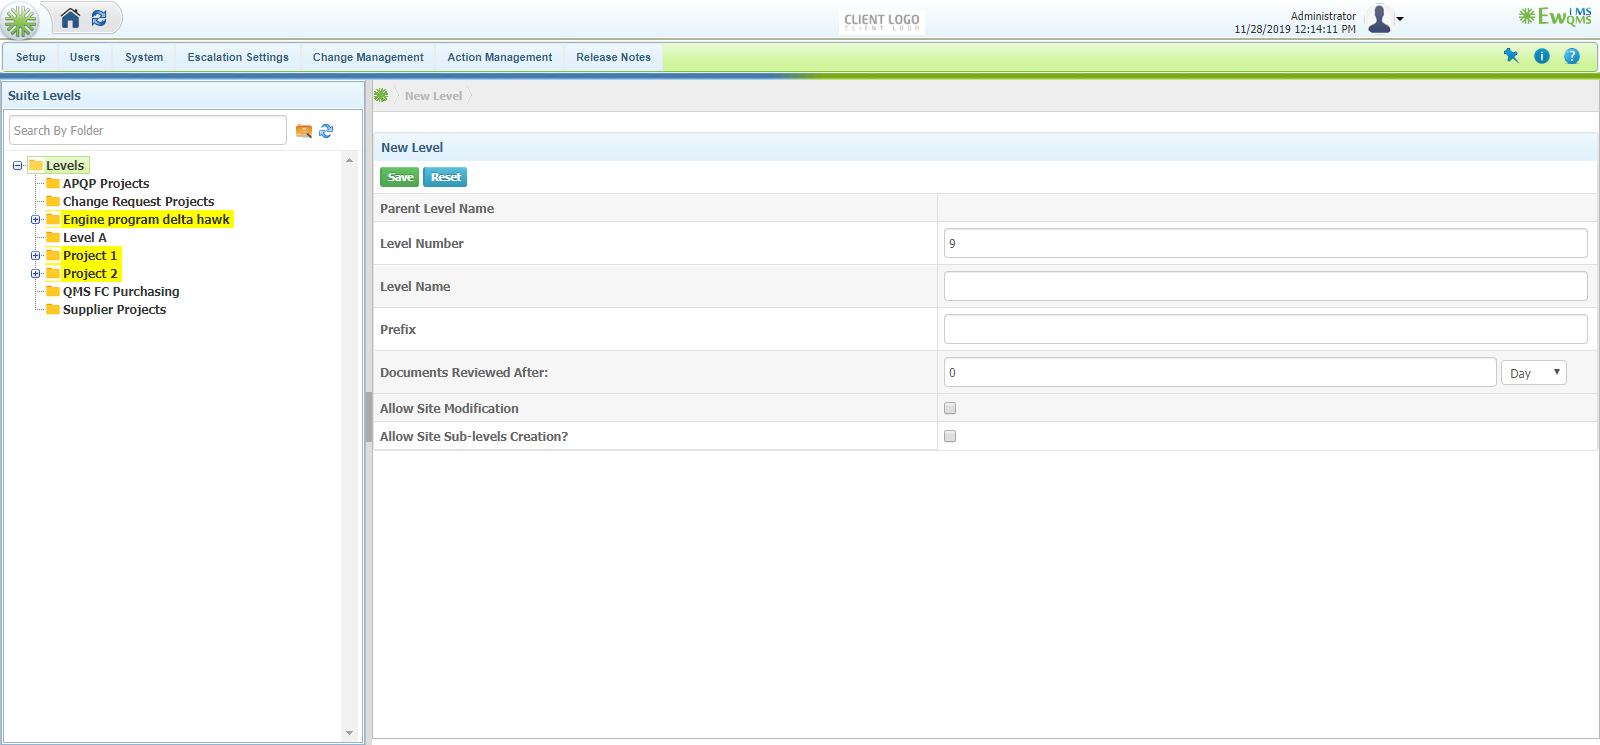 CLIENT LOGO
CLIENT LOGO
Administrator
11/28/2019 12:14:11 PM
EwQMS
IMS
Setup
Users
System
Escalation Settings
Change Management
Action Management
Release Notes
Suite Levels
Search By Folder
Levels
APQP Projects
Change Request Projects
Engine program delta hawk
Level A
Project 1
Project 2
QMS FC Purchasing
Supplier Projects
New Level
New Level
Save
Reset
Parent Level Name
Level Number
9
Level Name
Prefix
Documents Reviewed After:
0
Day
Allow Site Modification
Allow Site Sub-levels Creation?